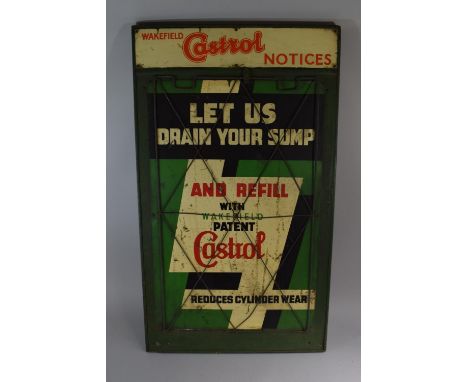 WAKEFIELD Castrol
NOTICES
LET US
DRAIN YOUR SUMP
AND REFILL
WITH
WAKEFIELD
PATENT
Castrol
REDUCES CYLINDER WEAR